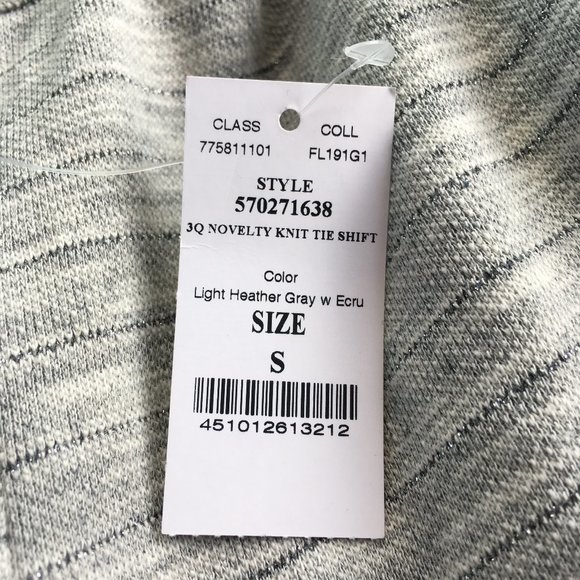 CLASS COLL
775811101 FL191G1
STYLE
570271638
3Q NOVELTY KNIT TIE SHIFT
Color
Light Heather Gray w Ecru
SIZE
S
451012613212